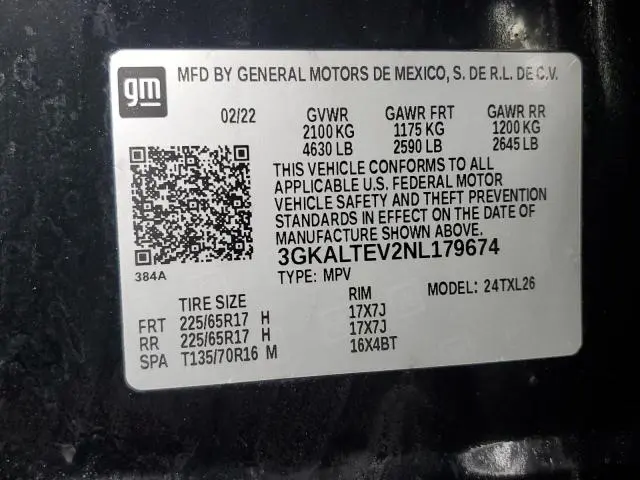 gm
MFD BY GENERAL MOTORS DE MEXICO, S. DE R.L. DE C.V.
02/22 GVWR GAWR FRT GAWR RR
2100 KG 1175 KG 1200 KG
4630 LB 2590 LB 2645 LB
THIS VEHICLE CONFORMS TO ALL
APPLICABLE U.S. FEDERAL MOTOR
VEHICLE SAFETY AND THEFT PREVENTION
STANDARDS IN EFFECT ON THE DATE OF
MANUFACTURE SHOWN ABOVE.
3GKALTEV2NL179674
384A
TYPE: MPV MODEL: 24TXL26
TIRE SIZE RIM
FRT 225/65R17 H 17X7J
RR 225/65R17 H 17X7J
SPA T135/70R16 M 16X4BT